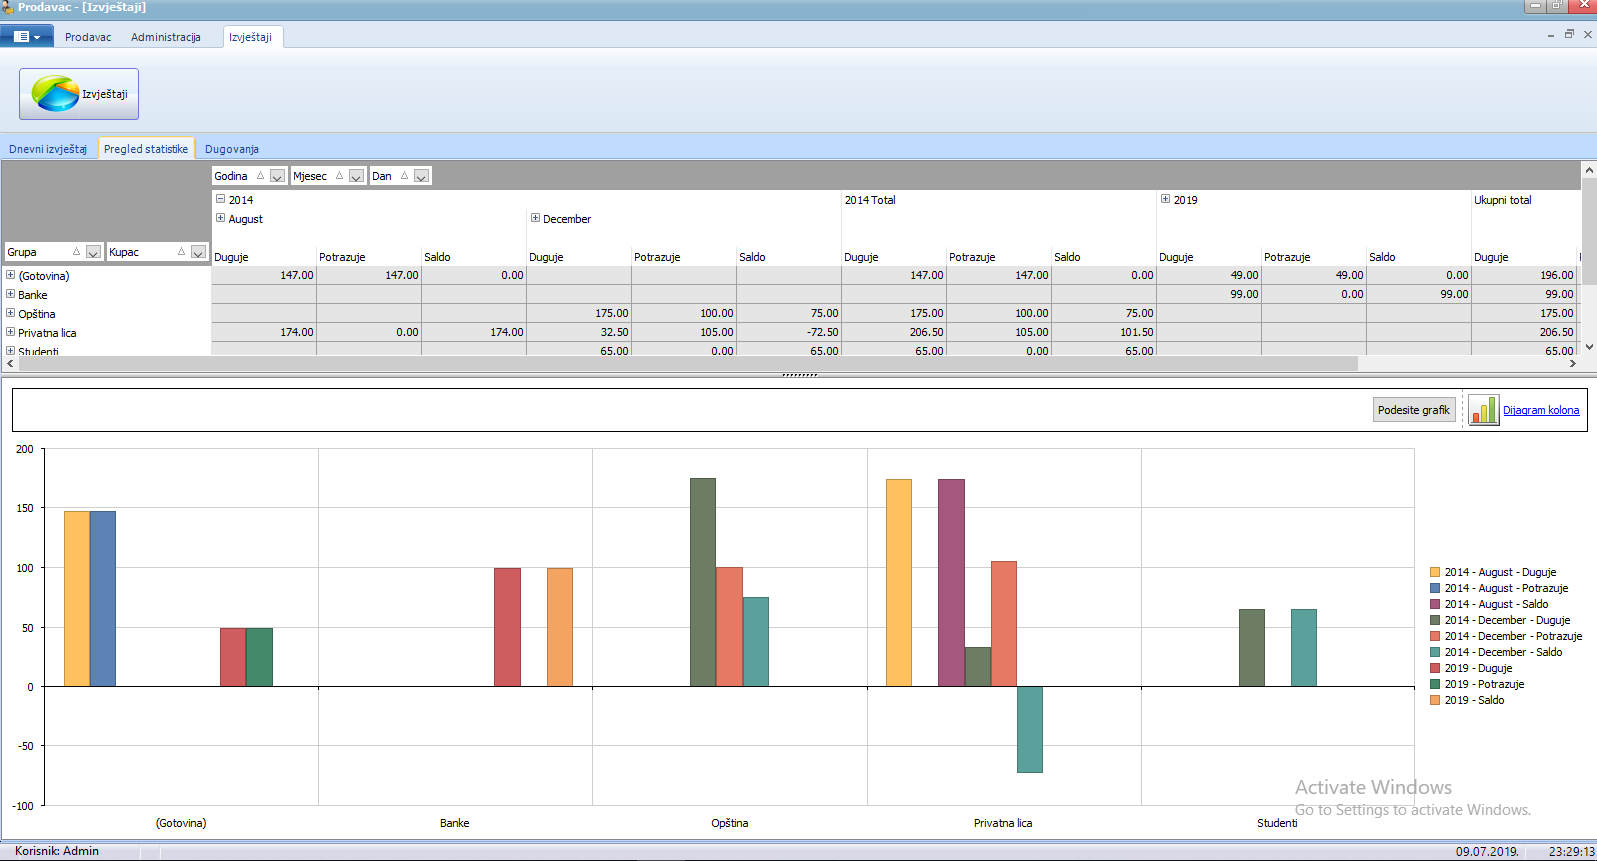 Prodavac - [Izvještaji]
Prodavac Administracija Izvještaji
Izvještaji
Dnevni izvještaj Pregled statistike Dugovanja
Godina Mjesec Dan
2014 2014 Total 2019 Ukupni total
August December
Grupa Kupac
Duguje Potrazuje Saldo Duguje Potrazuje Saldo Duguje Potrazuje Saldo Duguje Potrazuje Saldo Duguje
(Gotovina) 147.00 147.00 0.00 147.00 147.00 0.00 49.00 49.00 0.00 196.00
Banke 99.00 0.00 99.00 99.00
Opština 175.00 100.00 75.00 175.00 100.00 75.00 175.00
Privatna lica 174.00 0.00 174.00 32.50 105.00 -72.50 206.50 105.00 101.50 206.50
Studenti 65.00 0.00 65.00 65.00 0.00 65.00 65.00
Podesite grafik Dijagram kolona
200
150
100
50
0
-50
-100
(Gotovina) Banke Opština Privatna lica Studenti
2014 - August - Duguje
2014 - August - Potrazuje
2014 - August - Saldo
2014 - December - Duguje
2014 - December - Potrazuje
2014 - December - Saldo
2019 - Duguje
2019 - Potrazuje
2019 - Saldo
Activate Windows
Go to Settings to activate Windows.
Korisnik: Admin 09.07.2019. 23:29:13